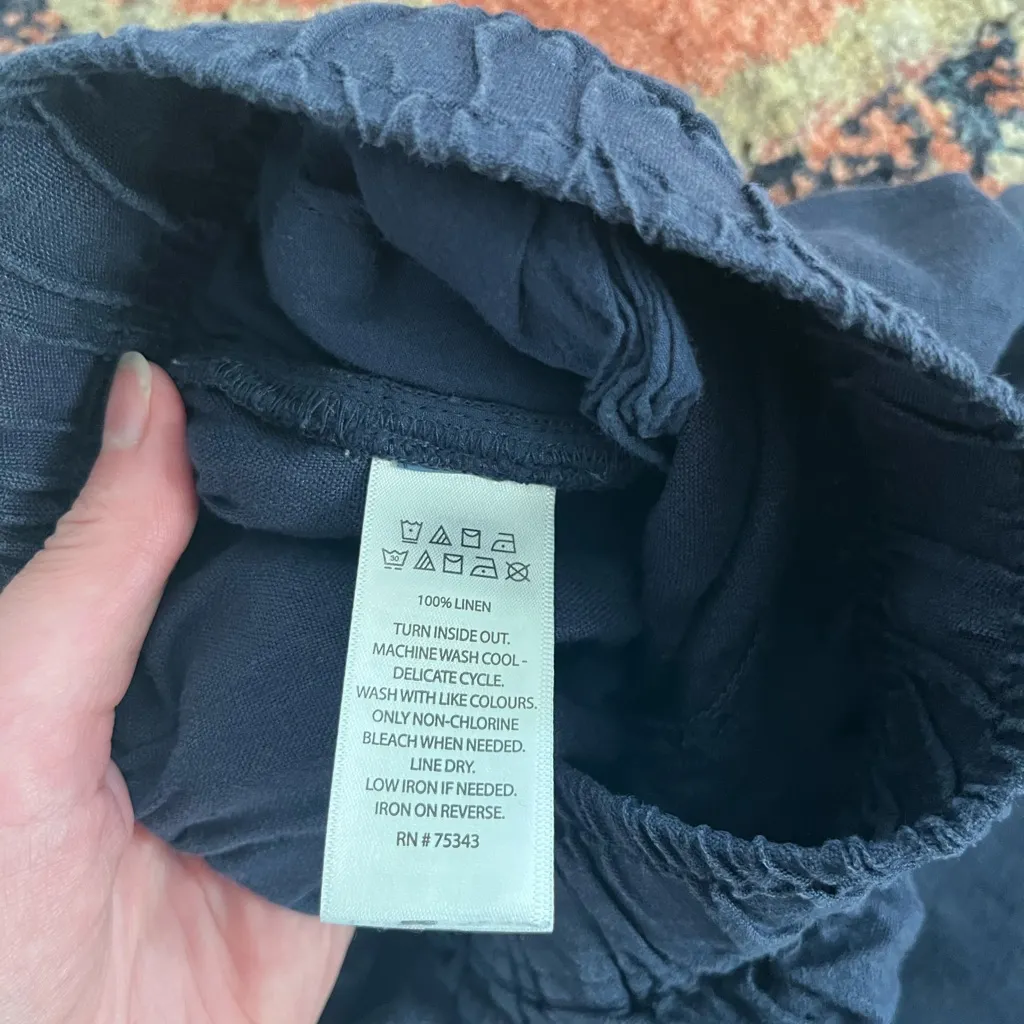 30
100% LINEN
TURN INSIDE OUT.
MACHINE WASH COOL -
DELICATE CYCLE.
WASH WITH LIKE COLOURS.
ONLY NON-CHLORINE
BLEACH WHEN NEEDED.
LINE DRY.
LOW IRON IF NEEDED.
IRON ON REVERSE.
RN # 75343